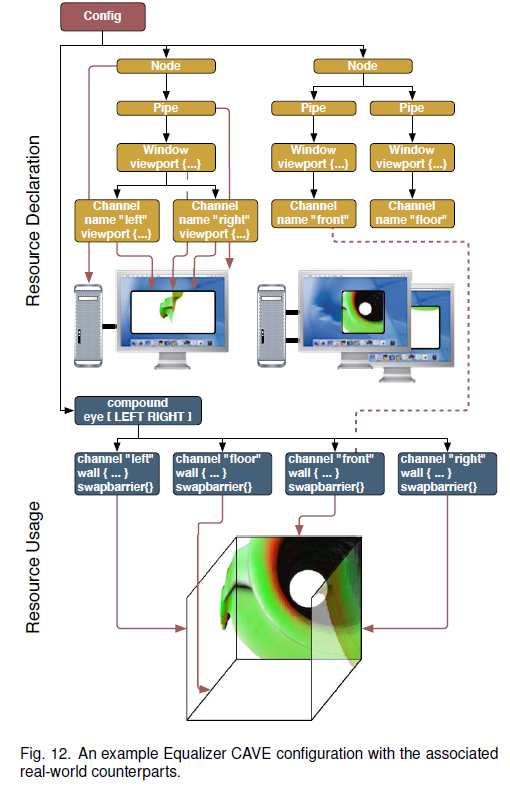 Config
Resource Declaration
Node
Node
Pipe
Pipe
Pipe
Window
viewport {...}
Window
viewport {...}
Window
viewport {...}
Channel
name "left"
viewport {...}
Channel
name "right"
viewport {...}
Channel
name "front"
Channel
name "floor"
Resource Usage
compound
eye [ LEFT RIGHT ]
channel "left"
wall { ... }
swapbarrier{}
channel "floor"
wall { ... }
swapbarrier{}
channel "front"
wall { ... }
swapbarrier{}
channel "right"
wall { ... }
swapbarrier{}
Fig. 12. An example Equalizer CAVE configuration with the associated
real-world counterparts.